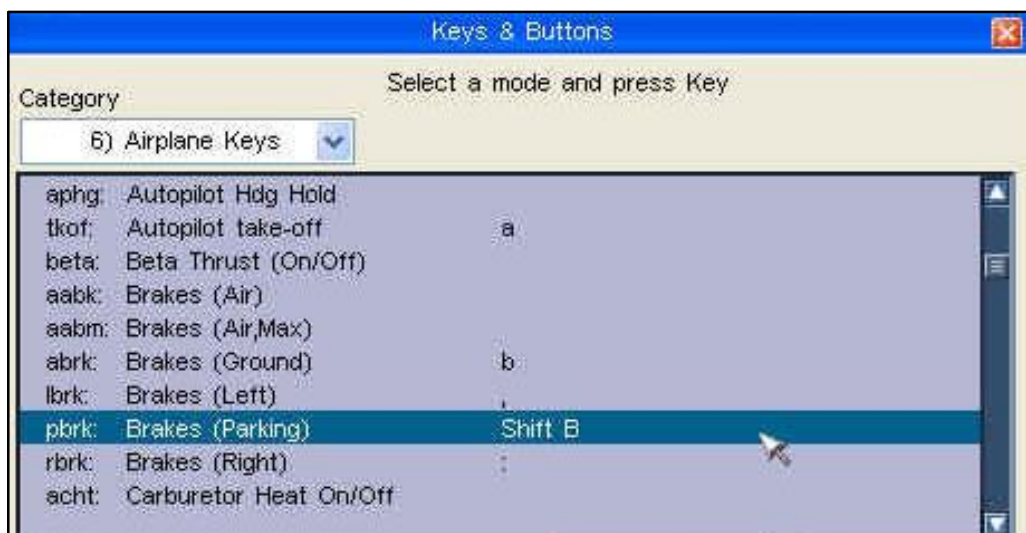 Keys & Buttons
Select a mode and press Key
Category
6) Airplane Keys
aphg: Autopilot Hdg Hold
tkof: Autopilot take-off a
beta: Beta Thrust (On/Off)
aabk: Brakes (Air)
aabm: Brakes (Air,Max)
abrk: Brakes (Ground) b
lbrk: Brakes (Left) ,
pbrk: Brakes (Parking) Shift B
rbrk: Brakes (Right) :
acht: Carburetor Heat On/Off